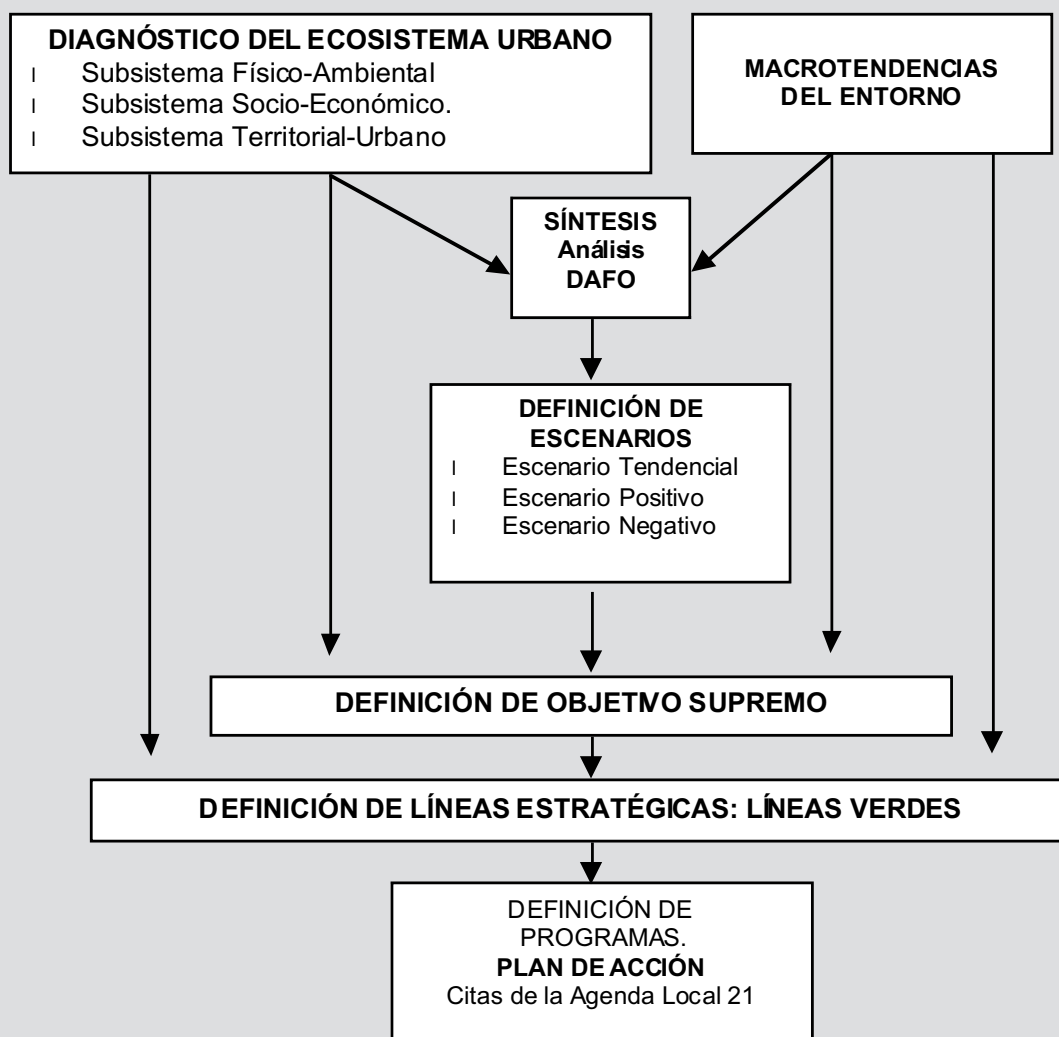 DIAGNÓSTICO DEL ECOSISTEMA URBANO
l Subsistema Físico-Ambiental
l Subsistema Socio-Económico.
l Subsistema Territorial-Urbano
MACROTENDENCIAS
DEL ENTORNO
SÍNTESIS
Análisis
DAFO
DEFINICIÓN DE
ESCENARIOS
l Escenario Tendencial
l Escenario Positivo
l Escenario Negativo
DEFINICIÓN DE OBJETIVO SUPREMO
DEFINICIÓN DE LÍNEAS ESTRATÉGICAS: LÍNEAS VERDES
DEFINICIÓN DE
PROGRAMAS.
PLAN DE ACCIÓN
Citas de la Agenda Local 21